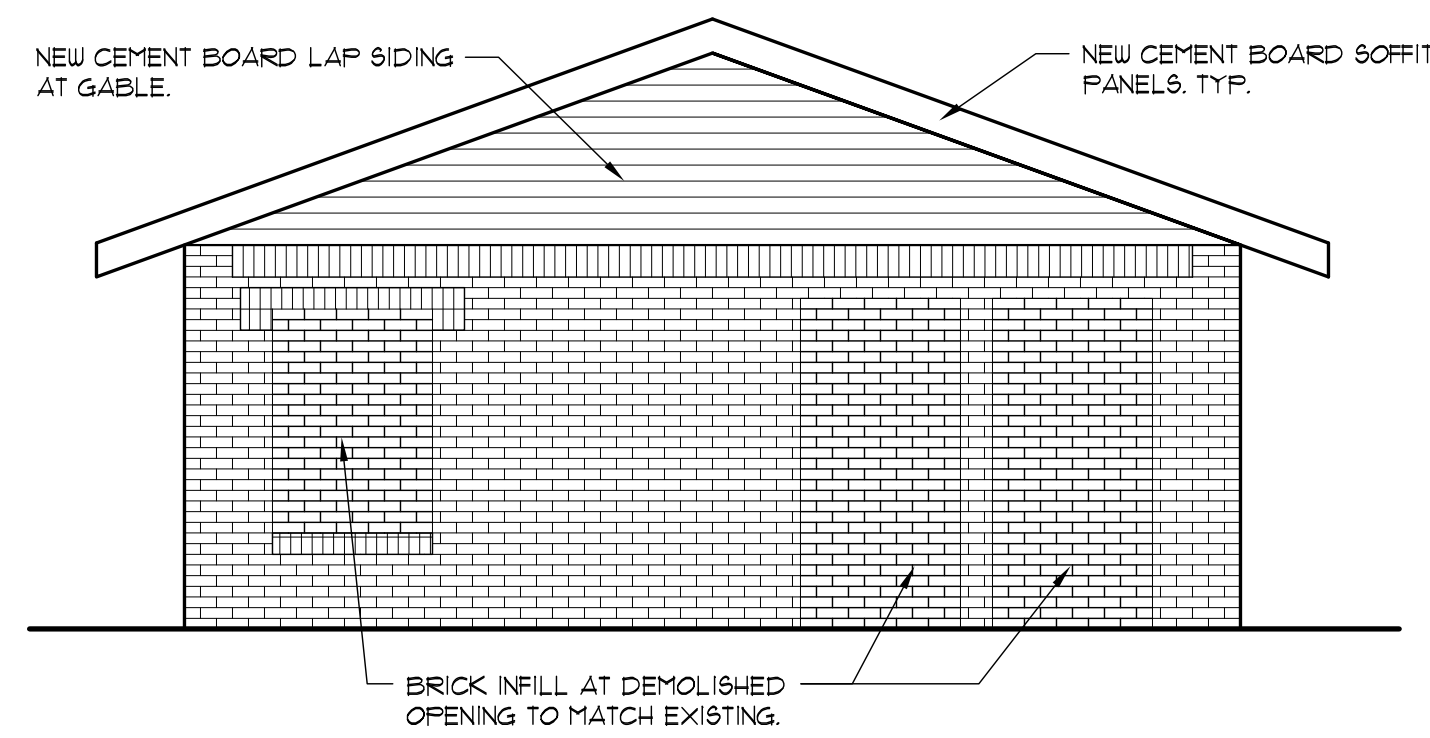 NEW CEMENT BOARD LAP SIDING
AT GABLE.
NEW CEMENT BOARD SOFFIT
PANELS. TYP.
BRICK INFILL AT DEMOLISHED
OPENING TO MATCH EXISTING.